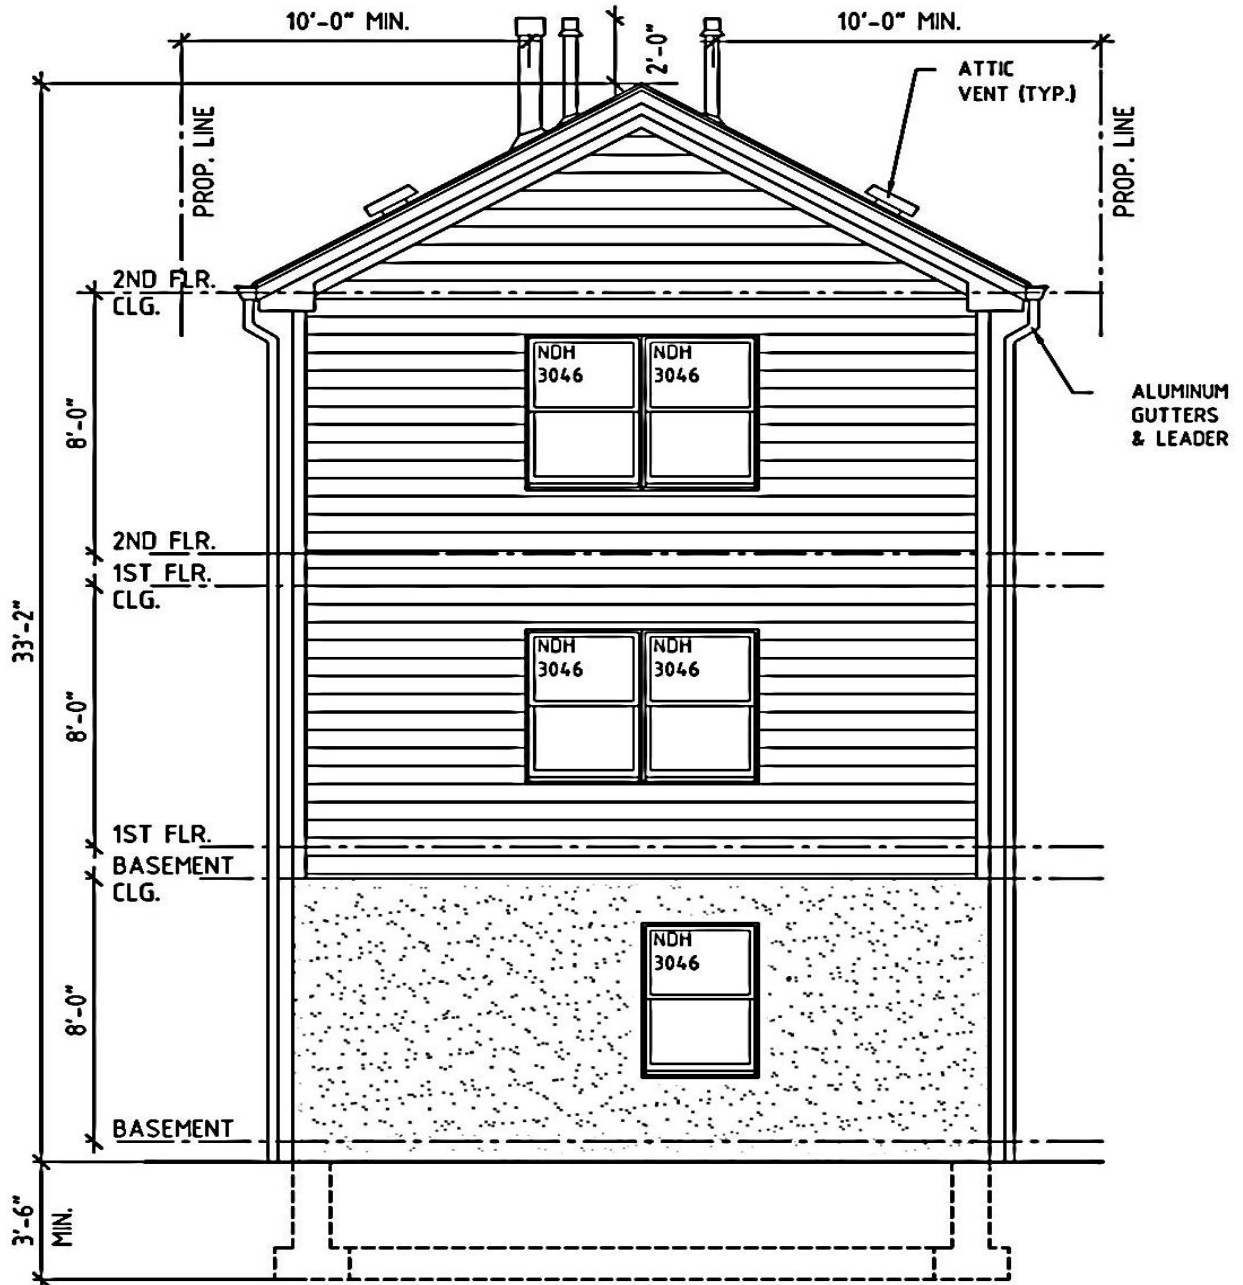 10'-0" MIN.
10'-0" MIN.
2'-0"
ATTIC
VENT (TYP.)
PROP. LINE
PROP. LINE
2ND FLR.
CLG.
NDH
3046
NDH
3046
ALUMINUM
GUTTERS
& LEADER
8'-0"
2ND FLR.
1ST FLR.
CLG.
33'-2"
NDH
3046
NDH
3046
8'-0"
1ST FLR.
BASEMENT
CLG.
NDH
3046
8'-0"
BASEMENT
3'-6"
MIN.